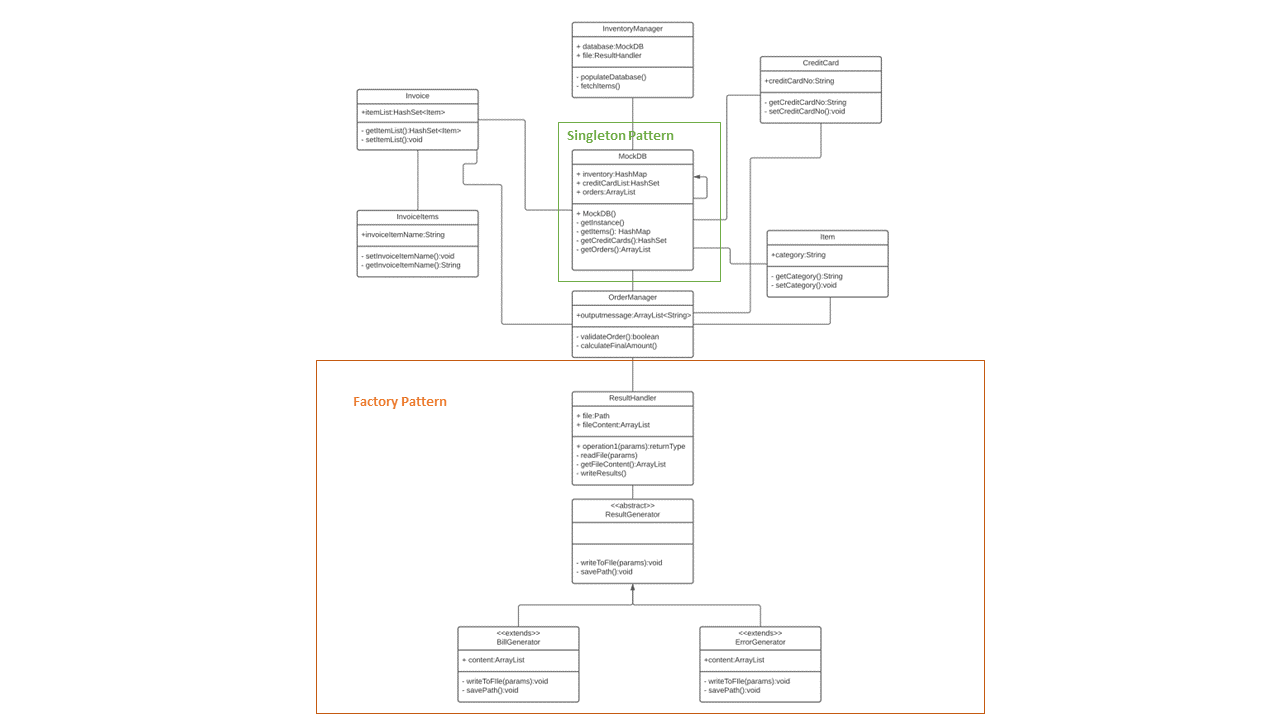 InventoryManager
+ database:MockDB
+ file:ResultHandler
- populateDatabase()
- fetchItems()
CreditCard
+creditCardNo:String
- getCreditCardNo:String
- setCreditCardNo():void
Invoice
+itemList:HashSet<Item>
- getItemList():HashSet<Item>
- setItemList():void
Singleton Pattern
MockDB
+ inventory:HashMap
+ creditCardList:HashSet
+ orders:ArrayList
+ MockDB()
- getInstance()
- getItems(): HashMap
- getCreditCards():HashSet
- getOrders():ArrayList
InvoiceItems
+invoiceItemName:String
- setInvoiceItemName():void
- getInvoiceItemName():String
Item
+category:String
- getCategory():String
- setCategory():void
OrderManager
+outputmessage:ArrayList<String>
- validateOrder():boolean
- calculateFinalAmount()
Factory Pattern
ResultHandler
+ file:Path
+ fileContent:ArrayList
+ operation1(params):returnType
- readFile(params)
- getFileContent():ArrayList
- writeResults()
<<abstract>>
ResultGenerator
- writeToFIle(params):void
- savePath():void
<<extends>>
BillGenerator
+ content:ArrayList
- writeToFIle(params):void
- savePath():void
<<extends>>
ErrorGenerator
+content:ArrayList
- writeToFIle(params):void
- savePath():void